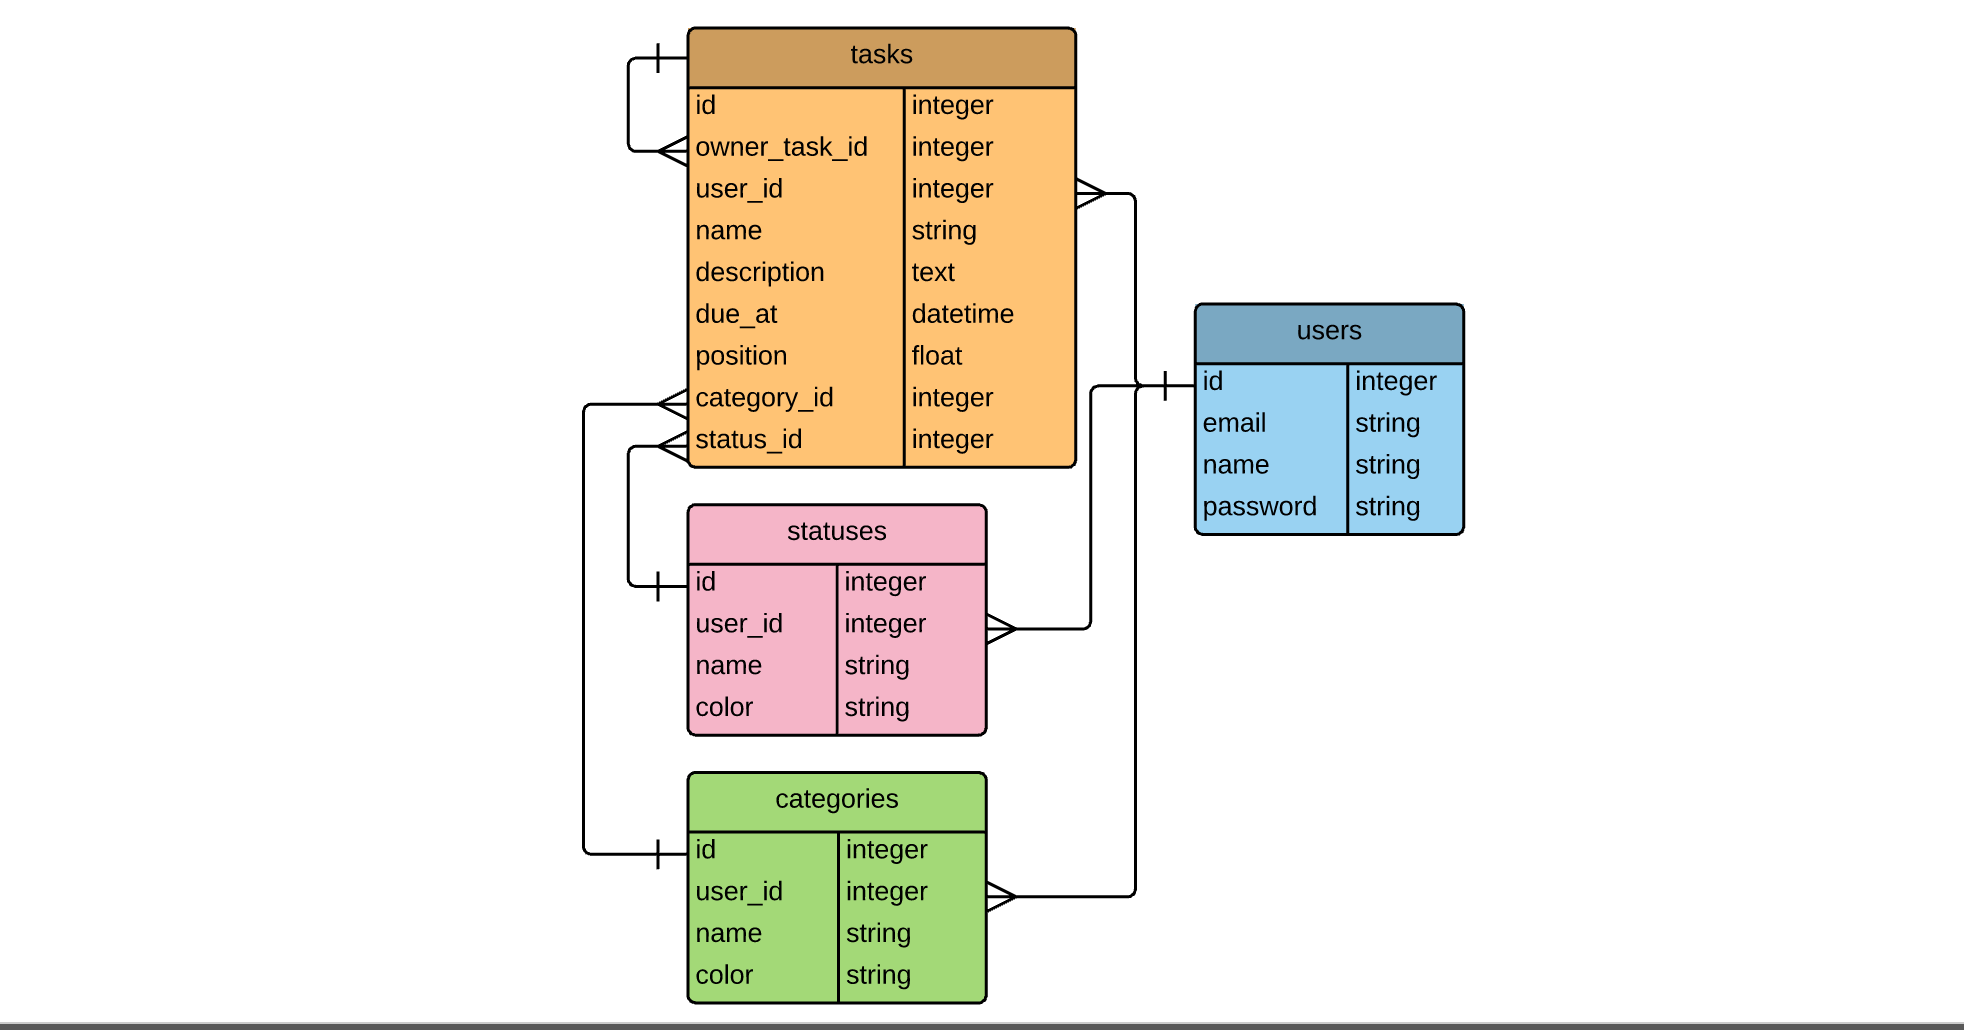 tasks
id integer
owner_task_id integer
user_id integer
name string
description text
due_at datetime
position float
category_id integer
status_id integer
users
id integer
email string
name string
password string
statuses
id integer
user_id integer
name string
color string
categories
id integer
user_id integer
name string
color string